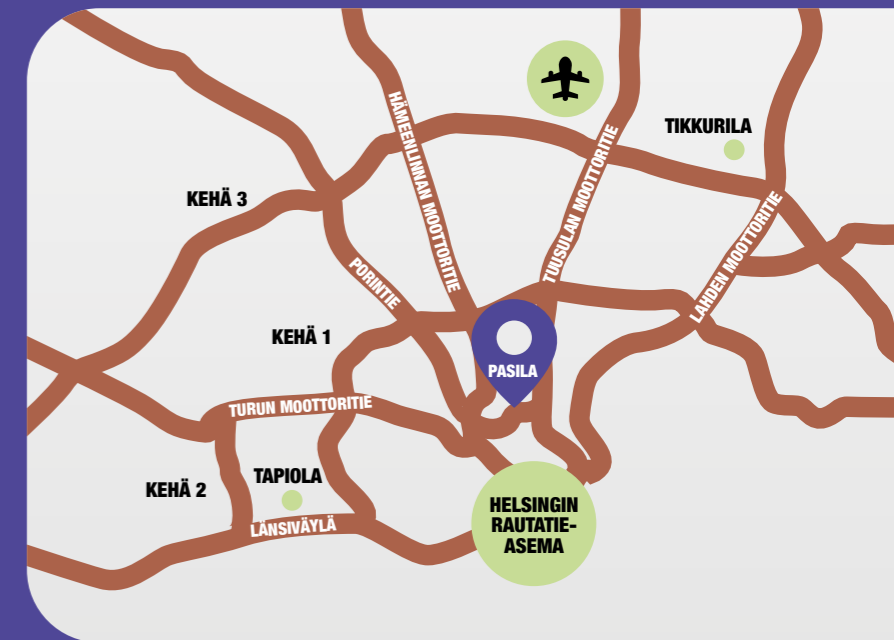 HÄMEENLINNAN MOOTTORITIE
TIKKURILA
TUUSULAN MOOTTORITIE
KEHÄ 3
LAHDEN MOOTTORITIE
PORINTIE
KEHÄ 1
PASILA
TURUN MOOTTORITIE
TAPIOLA
KEHÄ 2
HELSINGIN
RAUTATIE-
ASEMA
LÄNSIVÄYLÄ